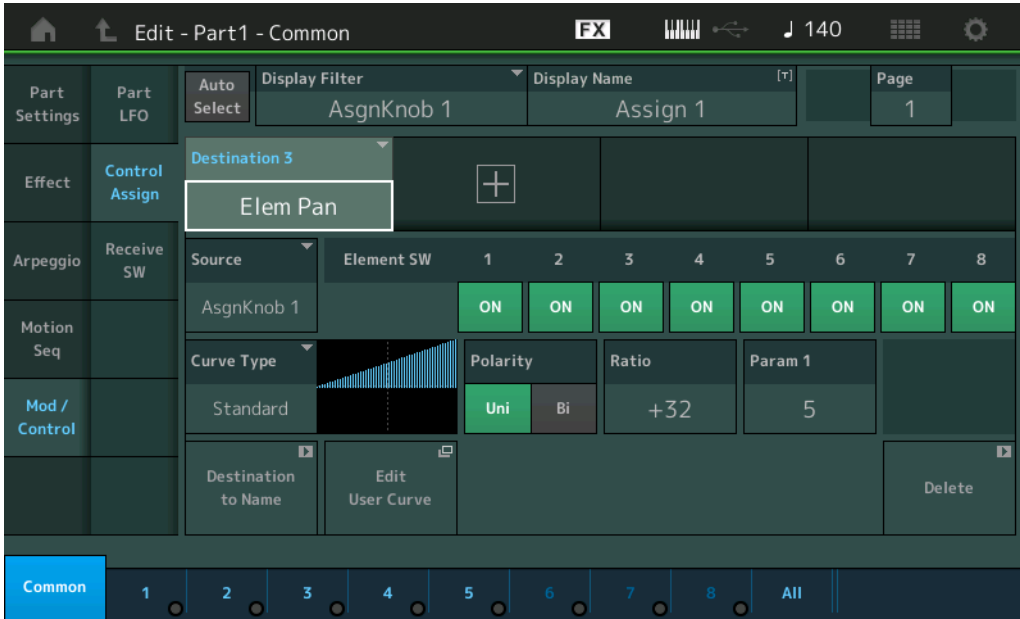 Edit - Part1 - Common
FX
♩ 140
Part
Settings
Part
LFO
Auto
Select
Display Filter
AsgnKnob 1
Display Name
[T]
Assign 1
Page
1
Effect
Control
Assign
Destination 3
Elem Pan
Arpeggio
Receive
SW
Source
AsgnKnob 1
Element SW
1 2 3 4 5 6 7 8
ON ON ON ON ON ON ON ON
Motion
Seq
Curve Type
Standard
Polarity
Uni Bi
Ratio
+32
Param 1
5
Mod /
Control
Destination
to Name
Edit
User Curve
Delete
Common 1 2 3 4 5 6 7 8 All